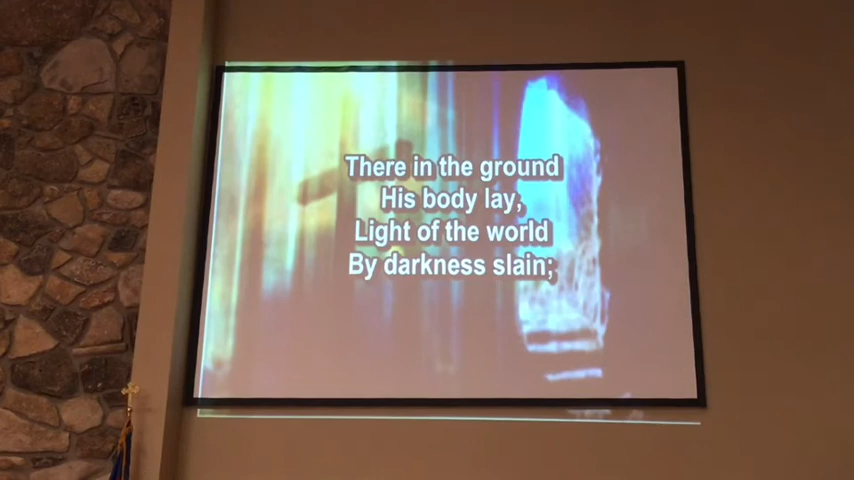 There in the ground
His body lay,
Light of the world
By darkness slain;